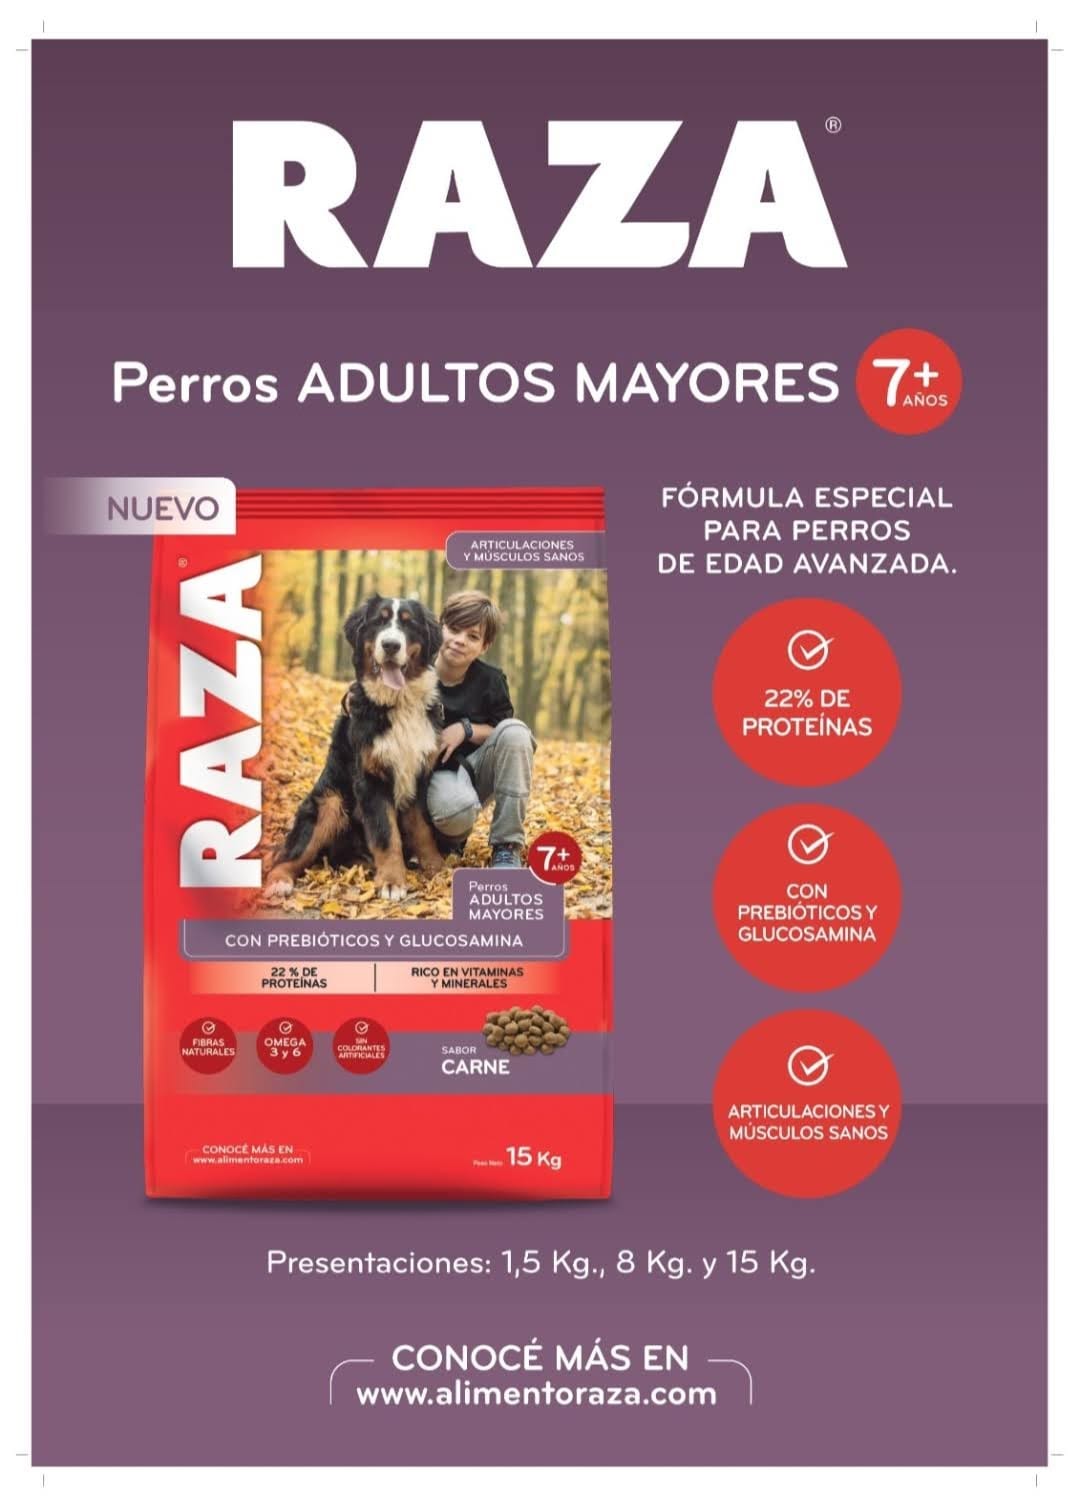 RAZA®
Perros ADULTOS MAYORES 7+ AÑOS
NUEVO
FÓRMULA ESPECIAL
PARA PERROS
DE EDAD AVANZADA.
ARTICULACIONES
Y MÚSCULOS SANOS
RAZA®
7+ AÑOS
Perros
ADULTOS
MAYORES
CON PREBIÓTICOS Y GLUCOSAMINA
22 % DE
PROTEÍNAS
RICO EN VITAMINAS
Y MINERALES
FIBRAS
NATURALES
OMEGA
3 y 6
SIN
COLORANTES
ARTIFICIALES
SABOR
CARNE
CONOCÉ MÁS EN
www.alimentoraza.com
Peso Neto 15 Kg
22% DE
PROTEÍNAS
CON
PREBIÓTICOS Y
GLUCOSAMINA
ARTICULACIONES Y
MÚSCULOS SANOS
Presentaciones: 1,5 Kg., 8 Kg. y 15 Kg.
CONOCÉ MÁS EN
www.alimentoraza.com